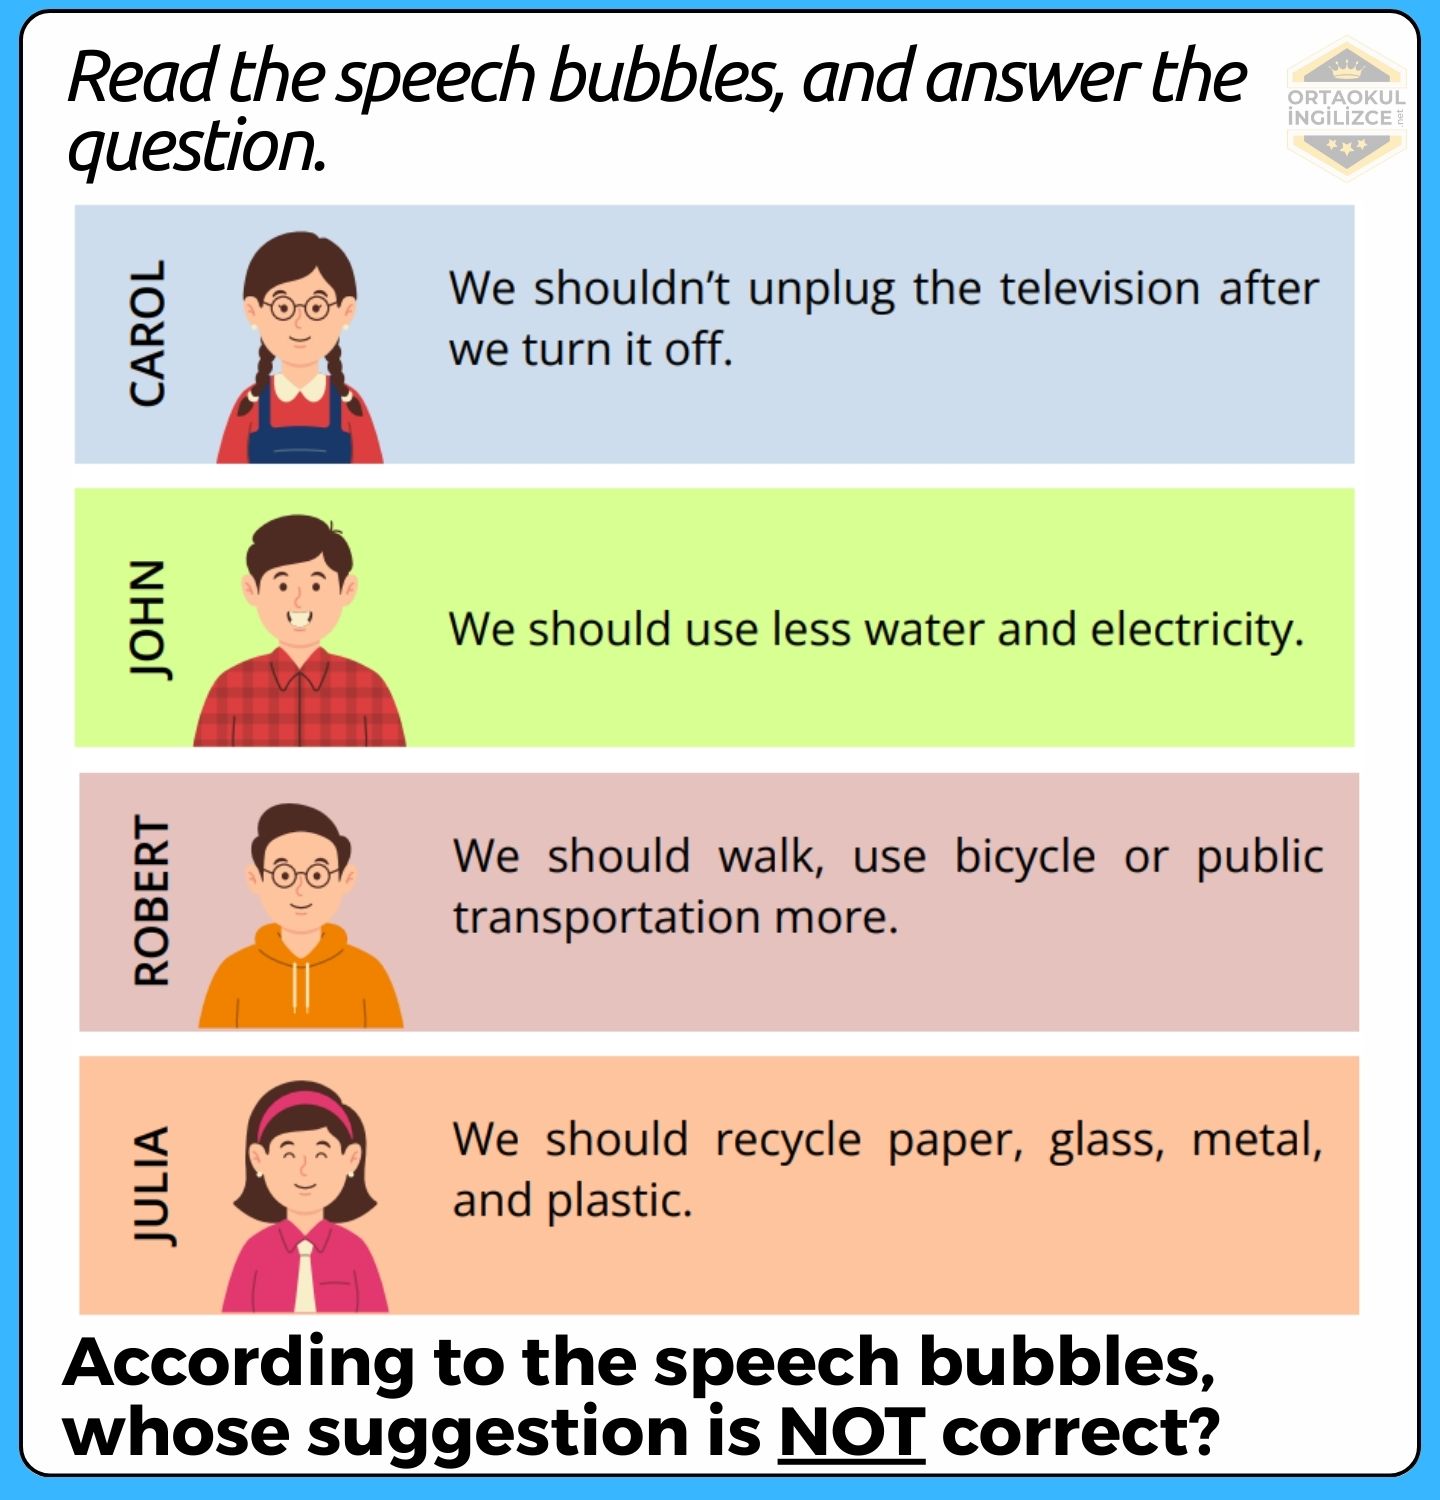 Read the speech bubbles, and answer the
question.
ORTAOKUL
İNGİLİZCE
.net
CAROL
We shouldn’t unplug the television after
we turn it off.
JOHN
We should use less water and electricity.
ROBERT
We should walk, use bicycle or public
transportation more.
JULIA
We should recycle paper, glass, metal,
and plastic.
According to the speech bubbles,
whose suggestion is NOT correct?